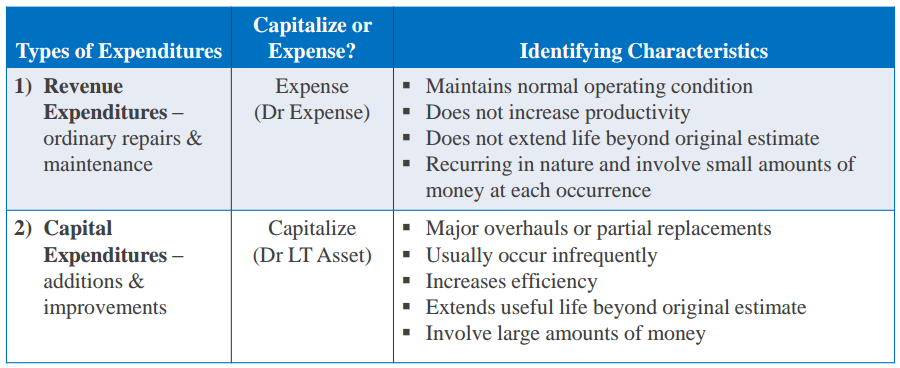 Types of Expenditures
Capitalize or
Expense?
Identifying Characteristics
1) Revenue
Expenditures –
ordinary repairs &
maintenance
Expense
(Dr Expense)
▪ Maintains normal operating condition
▪ Does not increase productivity
▪ Does not extend life beyond original estimate
▪ Recurring in nature and involve small amounts of
money at each occurrence
2) Capital
Expenditures –
additions &
improvements
Capitalize
(Dr LT Asset)
▪ Major overhauls or partial replacements
▪ Usually occur infrequently
▪ Increases efficiency
▪ Extends useful life beyond original estimate
▪ Involve large amounts of money